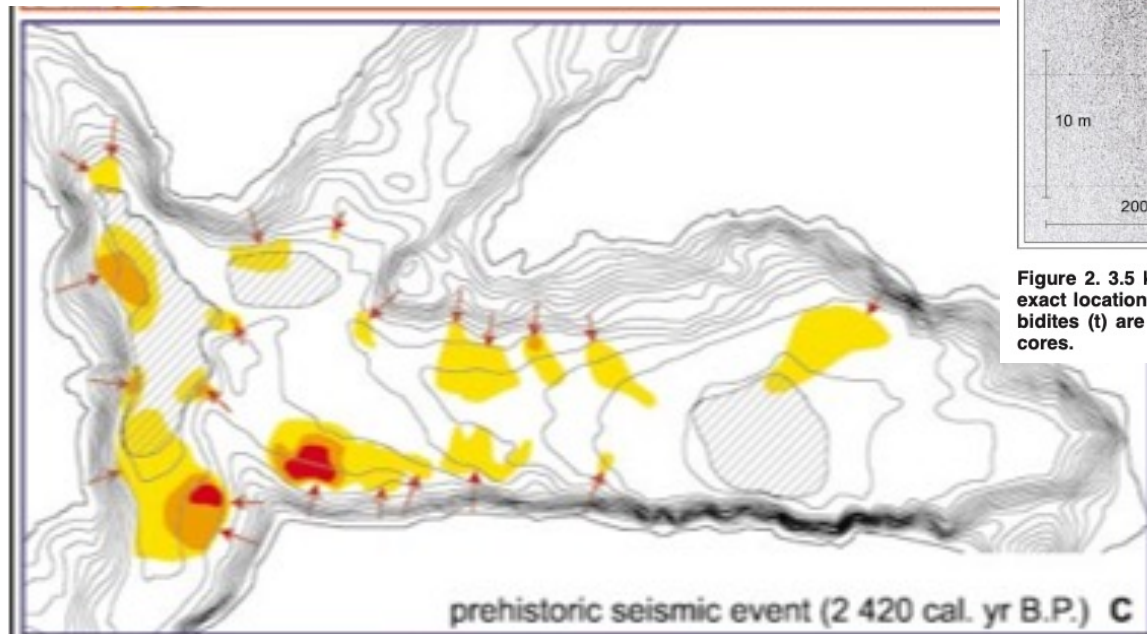 10 m
200
Figure 2. 3.5 
exact location
bidites (t) are
cores.
prehistoric seismic event (2 420 cal. yr B.P.) C